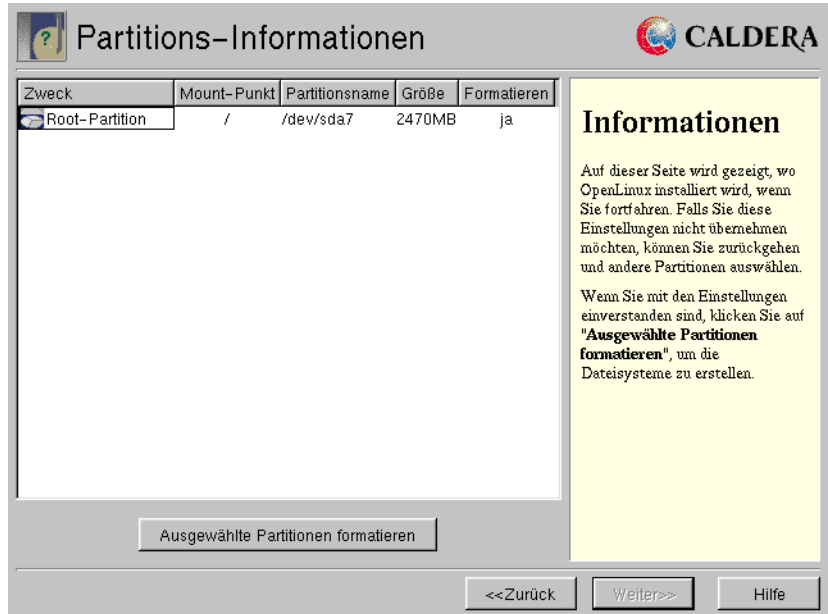 Partitions-Informationen
CALDERA
Zweck Mount-Punkt Partitionsname Größe Formatieren
Root-Partition / /dev/sda7 2470MB ja
Informationen
Auf dieser Seite wird gezeigt, wo
OpenLinux installiert wird, wenn
Sie fortfahren. Falls Sie diese
Einstellungen nicht übernehmen
möchten, können Sie zurückgehen
und andere Partitionen auswählen.
Wenn Sie mit den Einstellungen
einverstanden sind, klicken Sie auf
"Ausgewählte Partitionen
formatieren", um die
Dateisysteme zu erstellen.
Ausgewählte Partitionen formatieren
<<Zurück Weiter>> Hilfe